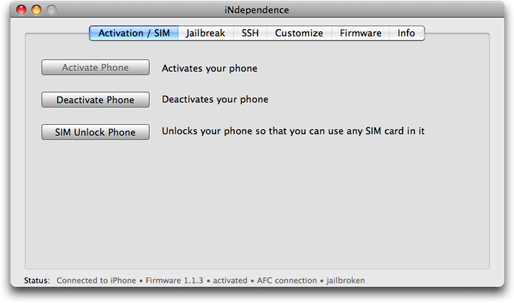 iNdependence
Activation / SIM Jailbreak SSH Customize Firmware Info
Activate Phone Activates your phone
Deactivate Phone Deactivates your phone
SIM Unlock Phone Unlocks your phone so that you can use any SIM card in it
Status: Connected to iPhone • Firmware 1.1.3 • activated • AFC connection • jailbroken